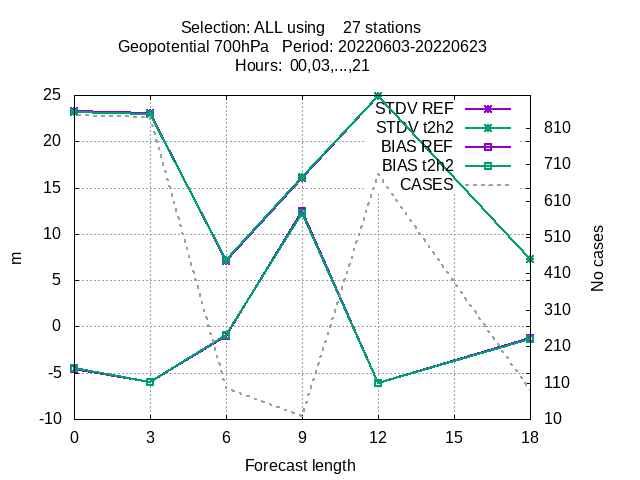 Selection: ALL using 27 stations
Geopotential 700hPa Period: 20220603-20220623
Hours: 00,03,...,21
STDV REF
STDV t2h2
BIAS REF
BIAS t2h2
CASES
25
20
15
10
5
0
-5
-10
m
810
710
610
510
410
310
210
110
10
No cases
0 3 6 9 12 15 18
Forecast length